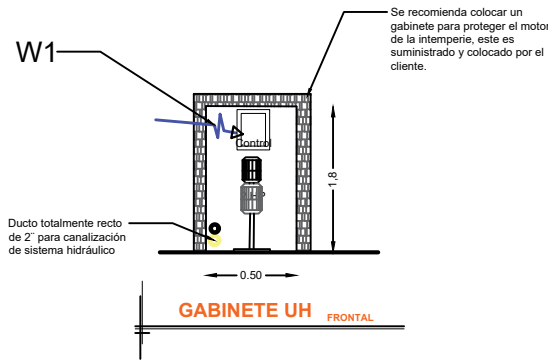 Se recomienda colocar un
gabinete para proteger el motor
de la intemperie, este es
suministrado y colocado por el
cliente.
W1
Control
1,8
Ducto totalmente recto
de 2¨ para canalización
de sistema hidráulico
0.50
GABINETE UH FRONTAL